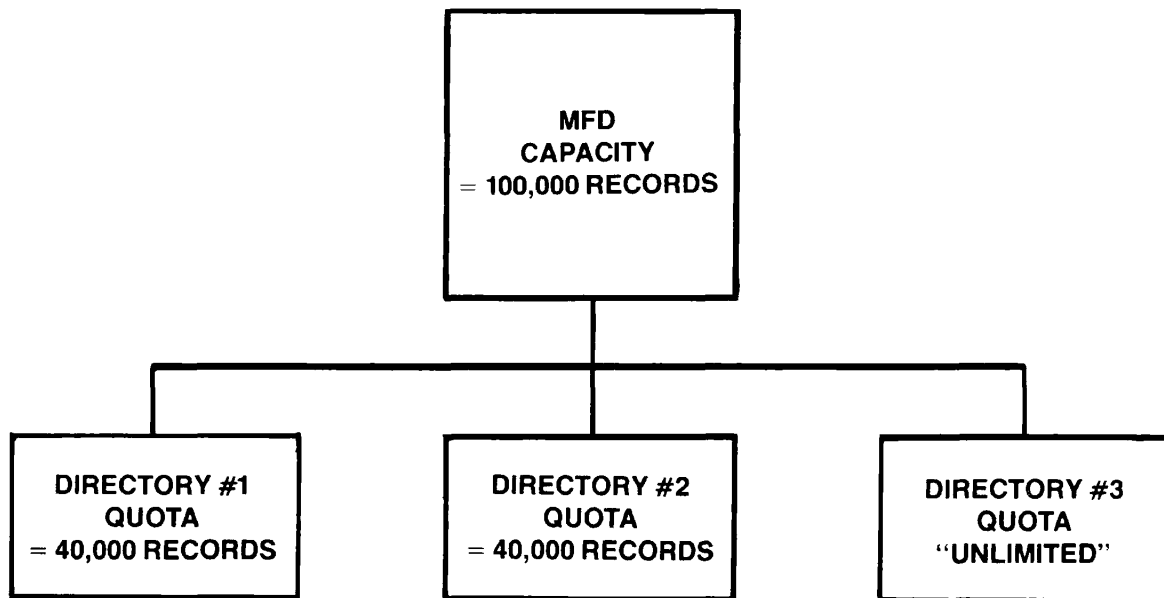 MFD
CAPACITY
= 100,000 RECORDS
DIRECTORY #1
QUOTA
= 40,000 RECORDS
DIRECTORY #2
QUOTA
= 40,000 RECORDS
DIRECTORY #3
QUOTA
“UNLIMITED”